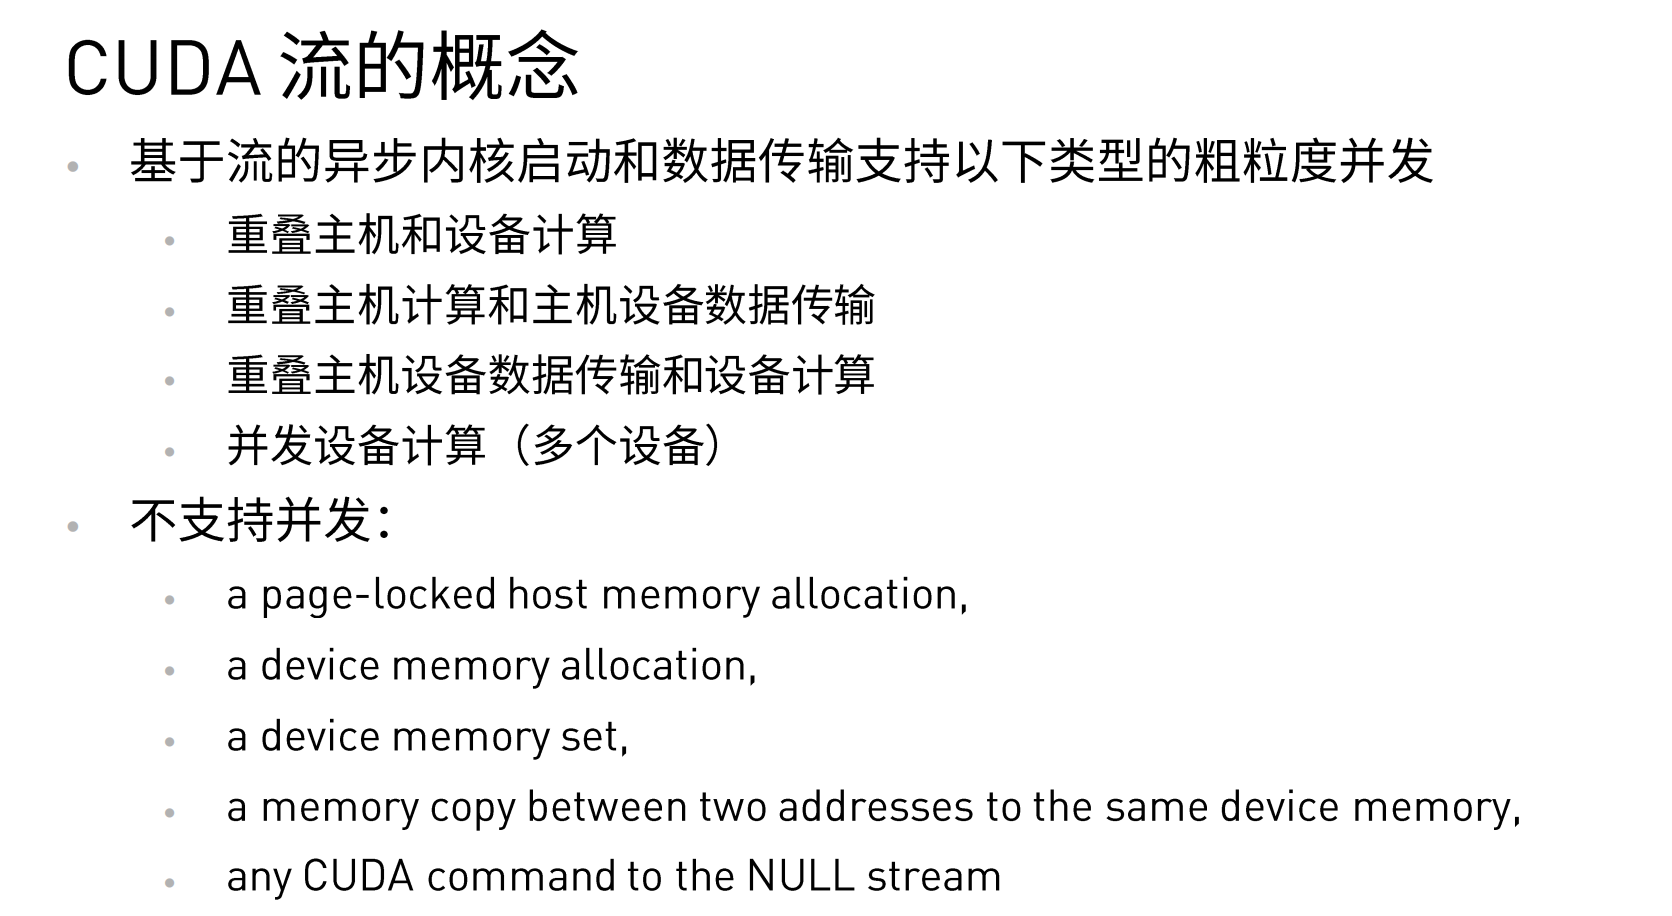 CUDA 流的概念
• 基于流的异步内核启动和数据传输支持以下类型的粗粒度并发
• 重叠主机和设备计算
• 重叠主机计算和主机设备数据传输
• 重叠主机设备数据传输和设备计算
• 并发设备计算（多个设备）
• 不支持并发：
• a page-locked host memory allocation,
• a device memory allocation,
• a device memory set,
• a memory copy between two addresses to the same device memory,
• any CUDA command to the NULL stream